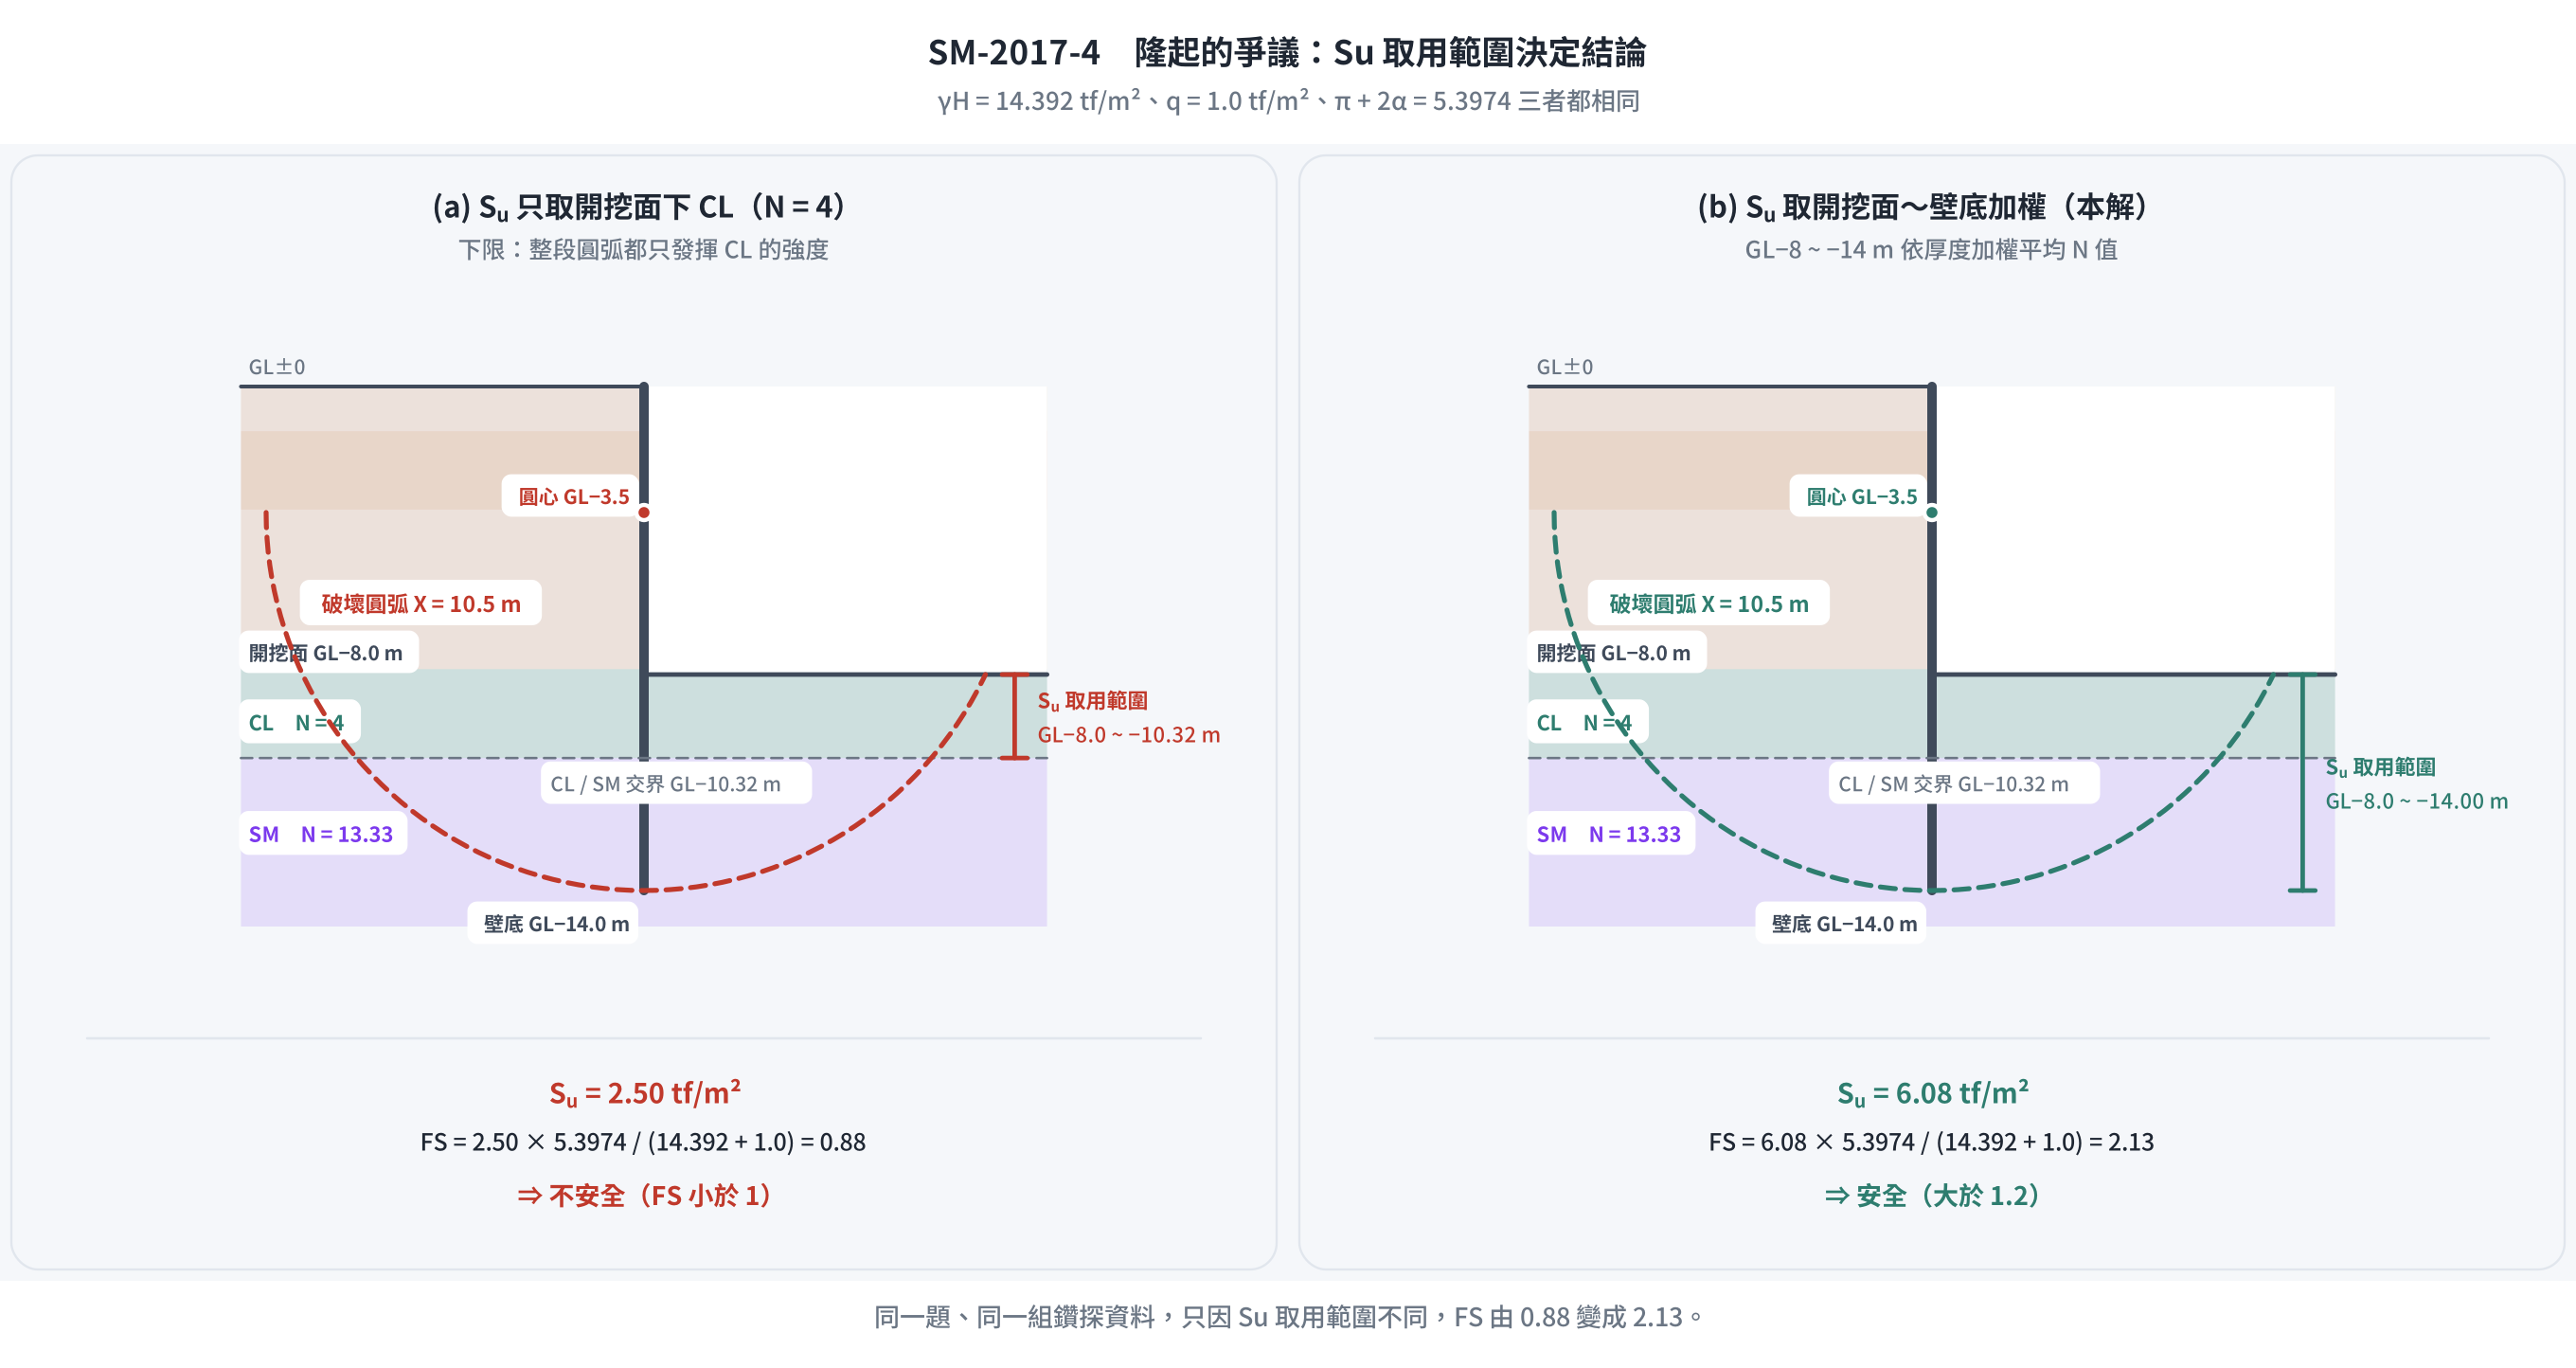 SM-2017-4　隆起的爭議：Su 取用範圍決定結論
γH = 14.392 tf/m²、q = 1.0 tf/m²、π + 2α = 5.3974 三者都相同
(a) Su 只取開挖面下 CL（N = 4）
下限：整段圓弧都只發揮 CL 的強度
GL±0
圓心 GL−3.5
破壞圓弧 X = 10.5 m
開挖面 GL−8.0 m
Su 取用範圍
CL　N = 4
GL−8.0 ~ −10.32 m
CL / SM 交界 GL−10.32 m
SM　N = 13.33
壁底 GL−14.0 m
Su = 2.50 tf/m²
FS = 2.50 × 5.3974 / (14.392 + 1.0) = 0.88
⇒ 不安全（FS 小於 1）
(b) Su 取開挖面～壁底加權（本解）
GL−8 ~ −14 m 依厚度加權平均 N 值
GL±0
圓心 GL−3.5
破壞圓弧 X = 10.5 m
開挖面 GL−8.0 m
CL　N = 4
Su 取用範圍
CL / SM 交界 GL−10.32 m
GL−8.0 ~ −14.00 m
SM　N = 13.33
壁底 GL−14.0 m
Su = 6.08 tf/m²
FS = 6.08 × 5.3974 / (14.392 + 1.0) = 2.13
⇒ 安全（大於 1.2）
同一題、同一組鑽探資料，只因 Su 取用範圍不同，FS 由 0.88 變成 2.13。